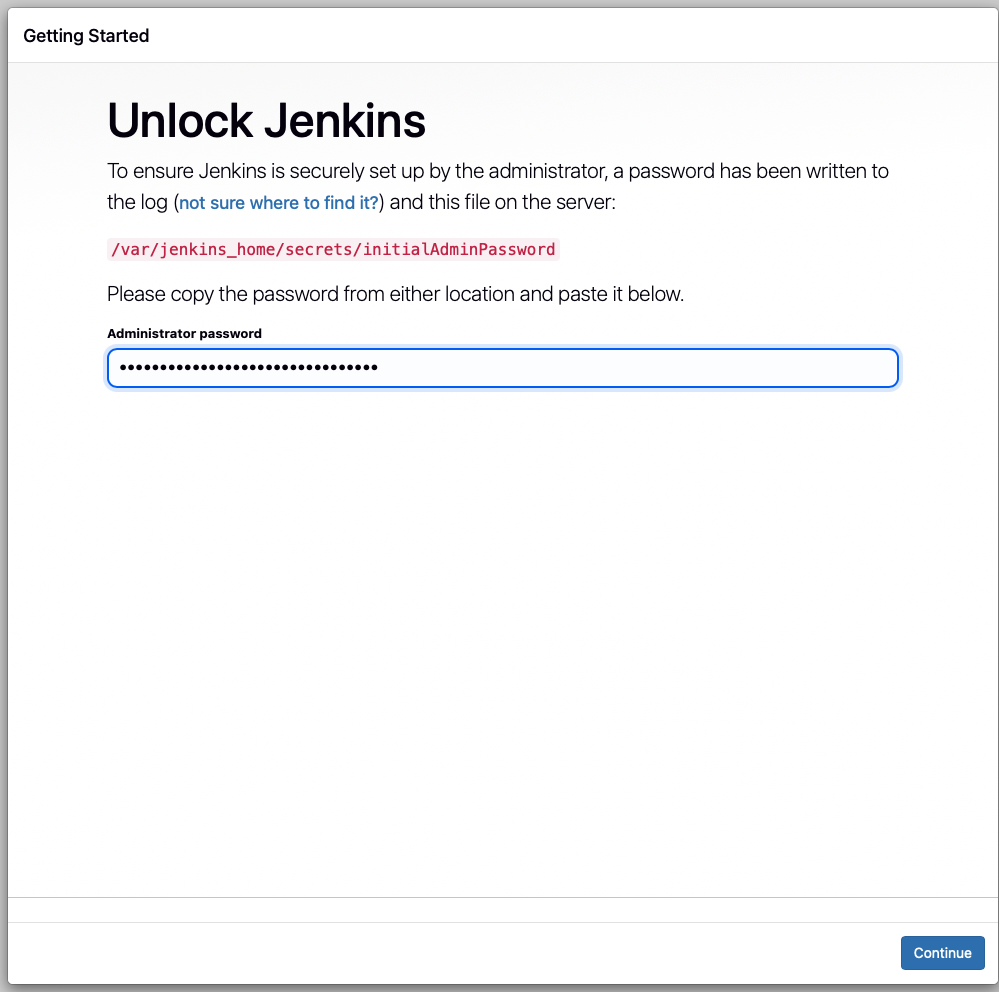 Getting Started
Unlock Jenkins
To ensure Jenkins is securely set up by the administrator, a password has been written to
the log (not sure where to find it?) and this file on the server:
/var/jenkins_home/secrets/initialAdminPassword
Please copy the password from either location and paste it below.
Administrator password
••••••••••••••••••••••••••••••••
Continue